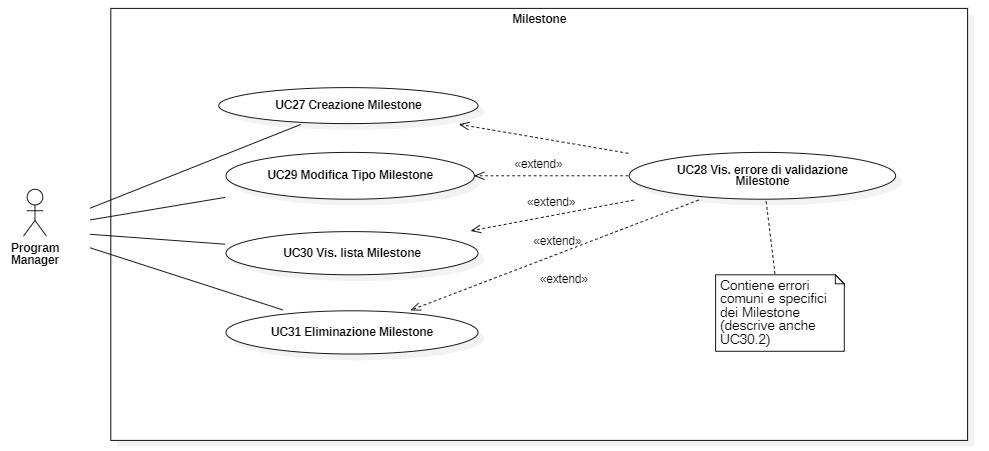 Milestone
UC27 Creazione Milestone
«extend»
UC29 Modifica Tipo Milestone
UC28 Vis. errore di validazione
Milestone
«extend»
Program
Manager
«extend»
UC30 Vis. lista Milestone
«extend»
Contiene errori
comuni e specifici
dei Milestone
(descrive anche
UC30.2)
UC31 Eliminazione Milestone